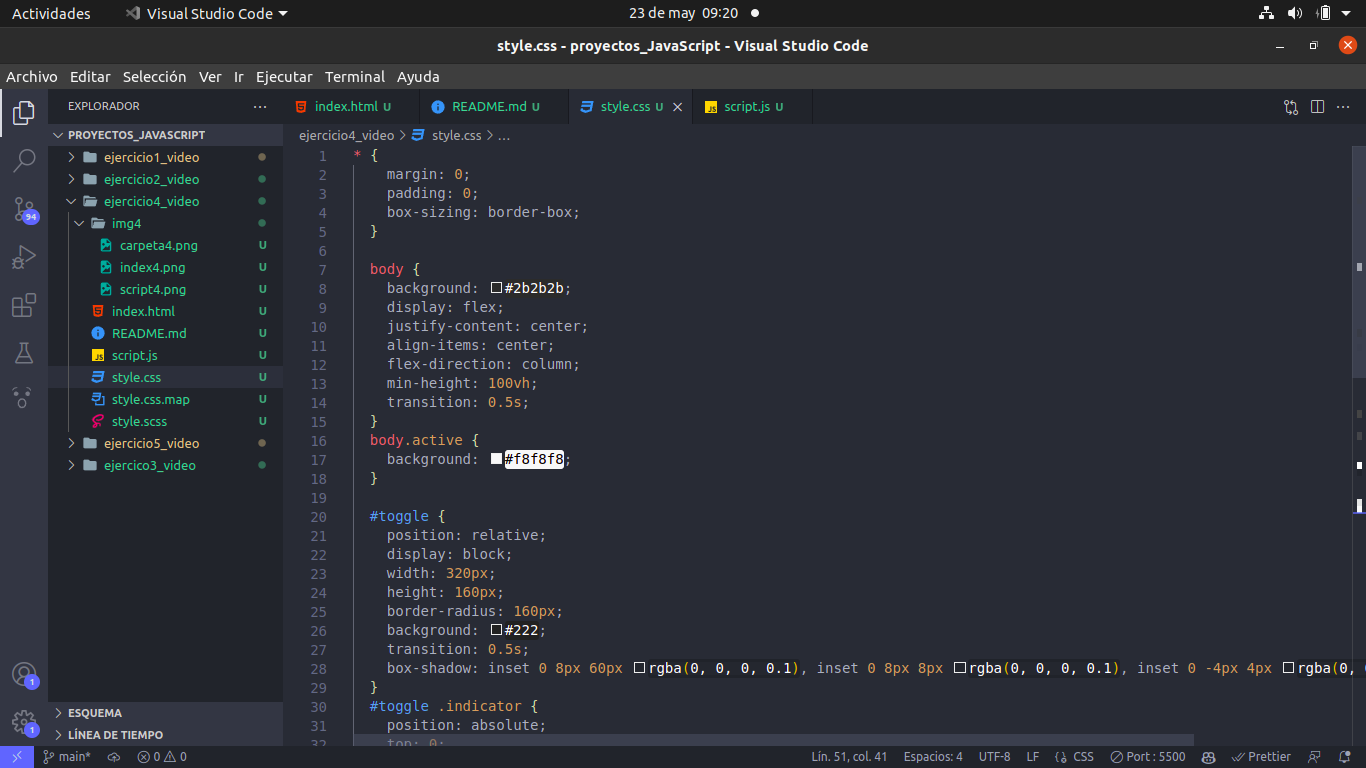 Actividades
Visual Studio Code
23 de may 09:20
style.css - proyectos_JavaScript - Visual Studio Code
Archivo Editar Selección Ver Ir Ejecutar Terminal Ayuda
EXPLORADOR
PROYECTOS_JAVASCRIPT
ejercicio1_video
ejercicio2_video
ejercicio4_video
img4
carpeta4.png U
index4.png U
script4.png U
index.html U
README.md U
script.js U
style.css U
style.css.map U
style.scss U
ejercicio5_video
ejercico3_video
ESQUEMA
LÍNEA DE TIEMPO
94
1
1
index.html U README.md U style.css U script.js U
ejercicio4_video > style.css > ...
1 * {
2 margin: 0;
3 padding: 0;
4 box-sizing: border-box;
5 }
6
7 body {
8 background: #2b2b2b;
9 display: flex;
10 justify-content: center;
11 align-items: center;
12 flex-direction: column;
13 min-height: 100vh;
14 transition: 0.5s;
15 }
16 body.active {
17 background: #f8f8f8;
18 }
19
20 #toggle {
21 position: relative;
22 display: block;
23 width: 320px;
24 height: 160px;
25 border-radius: 160px;
26 background: #222;
27 transition: 0.5s;
28 box-shadow: inset 0 8px 60px rgba(0, 0, 0, 0.1), inset 0 8px 8px rgba(0, 0, 0, 0.1), inset 0 -4px 4px rgba(0,
29 }
30 #toggle .indicator {
31 position: absolute;
32 top: 0;
main* 0 0 Lín. 51, col. 41 Espacios: 4 UTF-8 LF CSS Port : 5500 Prettier